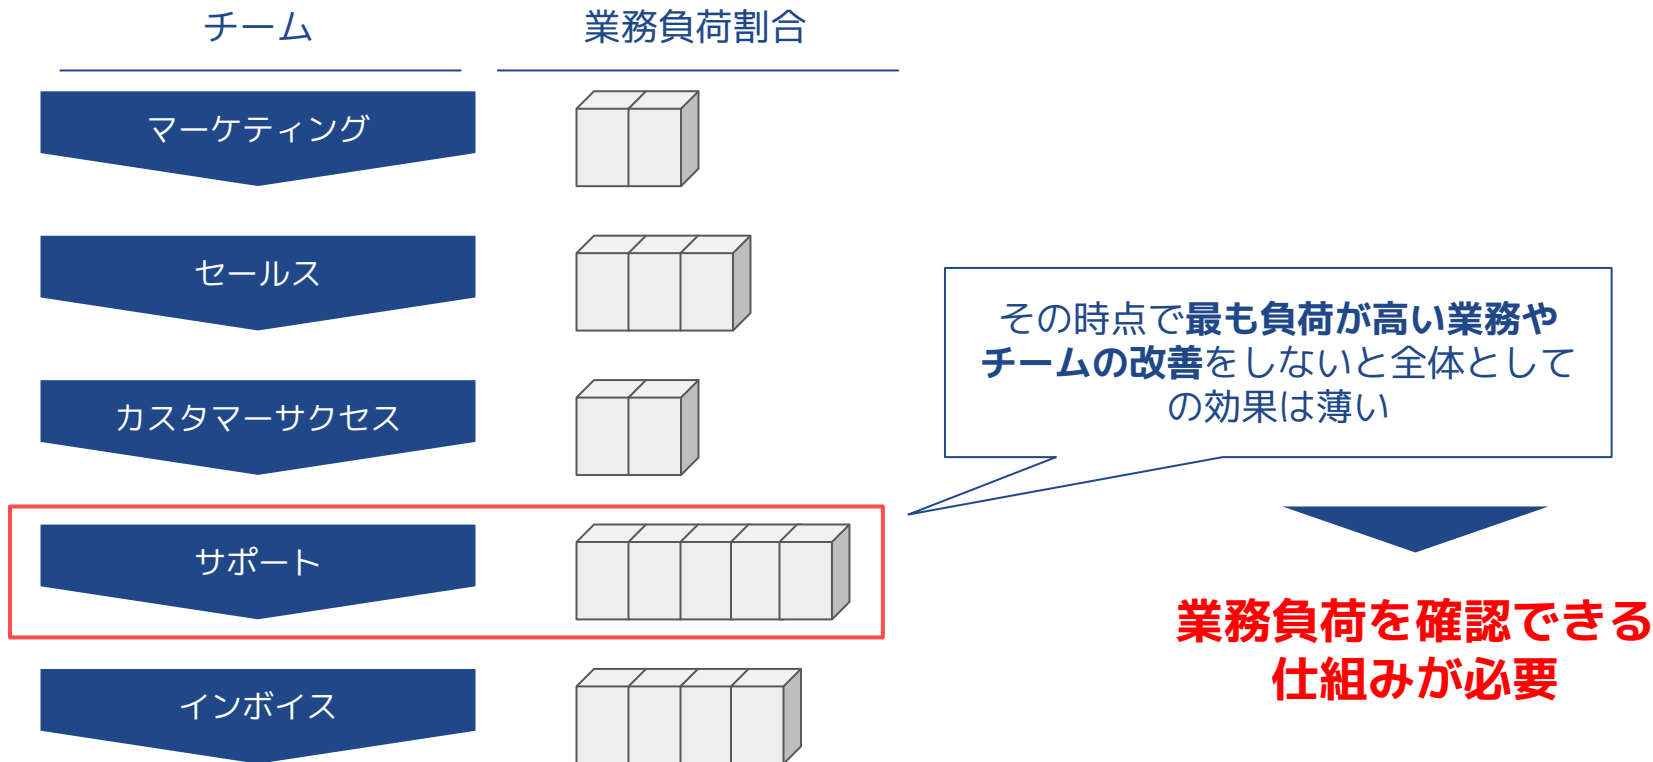 チーム
業務負荷割合
マーケティング
セールス
カスタマーサクセス
サポート
インボイス
その時点で最も負荷が高い業務や
チームの改善をしないと全体として
の効果は薄い
業務負荷を確認できる
仕組みが必要